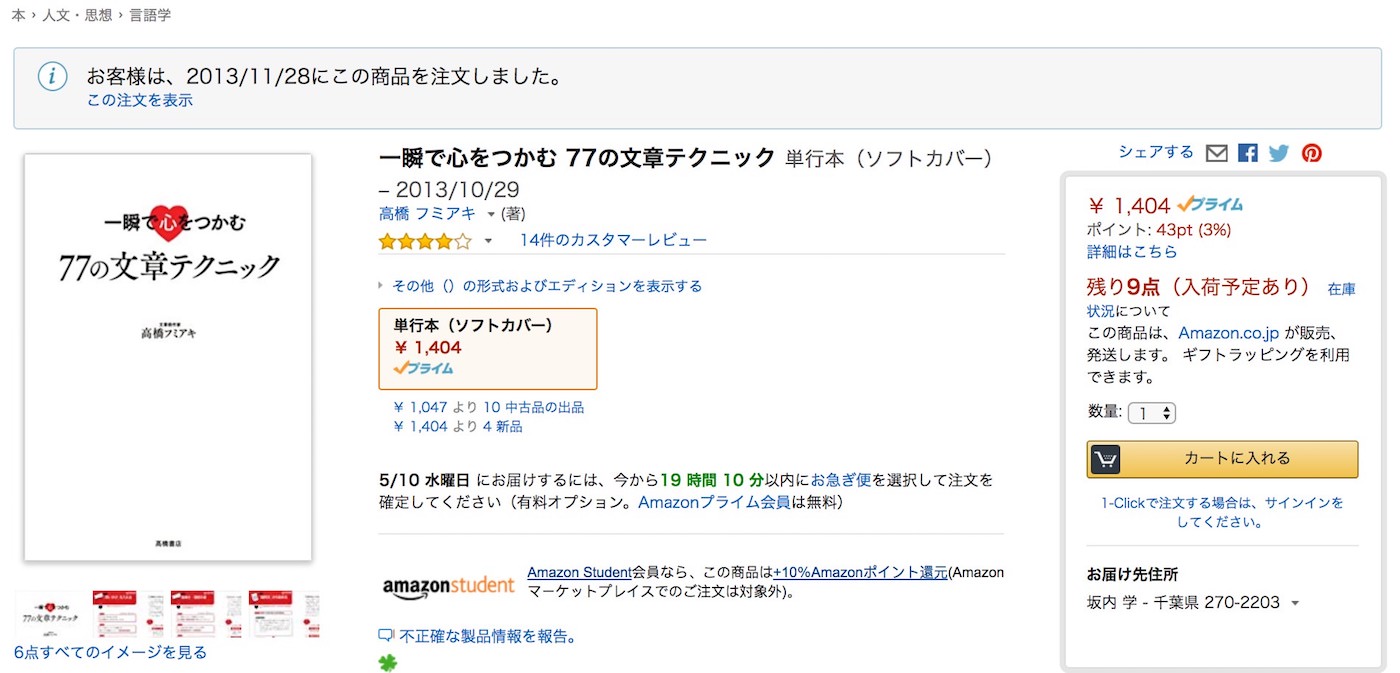 本 › 人文・思想 › 言語学
お客様は、2013/11/28にこの商品を注文しました。
この注文を表示
一瞬で心をつかむ
77の文章テクニック
高橋フミアキ
高橋書店
6点すべてのイメージを見る
一瞬で心をつかむ 77の文章テクニック 単行本（ソフトカバー）
– 2013/10/29
高橋 フミアキ (著)
14件のカスタマーレビュー
その他（）の形式およびエディションを表示する
単行本（ソフトカバー）
￥ 1,404
プライム
￥ 1,047 より 10 中古品の出品
￥ 1,404 より 4 新品
5/10 水曜日 にお届けするには、今から19 時間 10 分以内にお急ぎ便を選択して注文を
確定してください（有料オプション。Amazonプライム会員は無料）
amazonstudent
Amazon Student会員なら、この商品は+10%Amazonポイント還元(Amazon
マーケットプレイスでのご注文は対象外)。
不正確な製品情報を報告。
シェアする
￥ 1,404 プライム
ポイント: 43pt (3%)
詳細はこちら
残り9点（入荷予定あり） 在庫
状況について
この商品は、Amazon.co.jp が販売、
発送します。 ギフトラッピングを利用
できます。
数量: 1
カートに入れる
1-Clickで注文する場合は、サインインを
してください。
お届け先住所
坂内 学 - 千葉県 270-2203